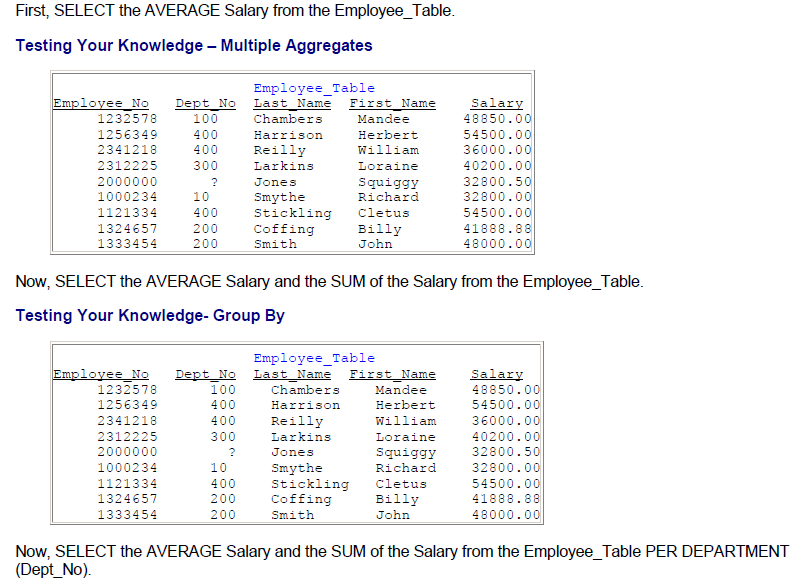 First, SELECT the AVERAGE Salary from the Employee_Table.
Testing Your Knowledge – Multiple Aggregates
Employee_Table
Employee_No Dept_No Last_Name First_Name Salary
1232578 100 Chambers Mandee 48850.00
1256349 400 Harrison Herbert 54500.00
2341218 400 Reilly William 36000.00
2312225 300 Larkins Loraine 40200.00
2000000 ? Jones Squiggy 32800.50
1000234 10 Smythe Richard 32800.00
1121334 400 Stickling Cletus 54500.00
1324657 200 Coffing Billy 41888.88
1333454 200 Smith John 48000.00
Now, SELECT the AVERAGE Salary and the SUM of the Salary from the Employee_Table.
Testing Your Knowledge- Group By
Employee_Table
Employee_No Dept_No Last_Name First_Name Salary
1232578 100 Chambers Mandee 48850.00
1256349 400 Harrison Herbert 54500.00
2341218 400 Reilly William 36000.00
2312225 300 Larkins Loraine 40200.00
2000000 ? Jones Squiggy 32800.50
1000234 10 Smythe Richard 32800.00
1121334 400 Stickling Cletus 54500.00
1324657 200 Coffing Billy 41888.88
1333454 200 Smith John 48000.00
Now, SELECT the AVERAGE Salary and the SUM of the Salary from the Employee_Table PER DEPARTMENT
(Dept_No).